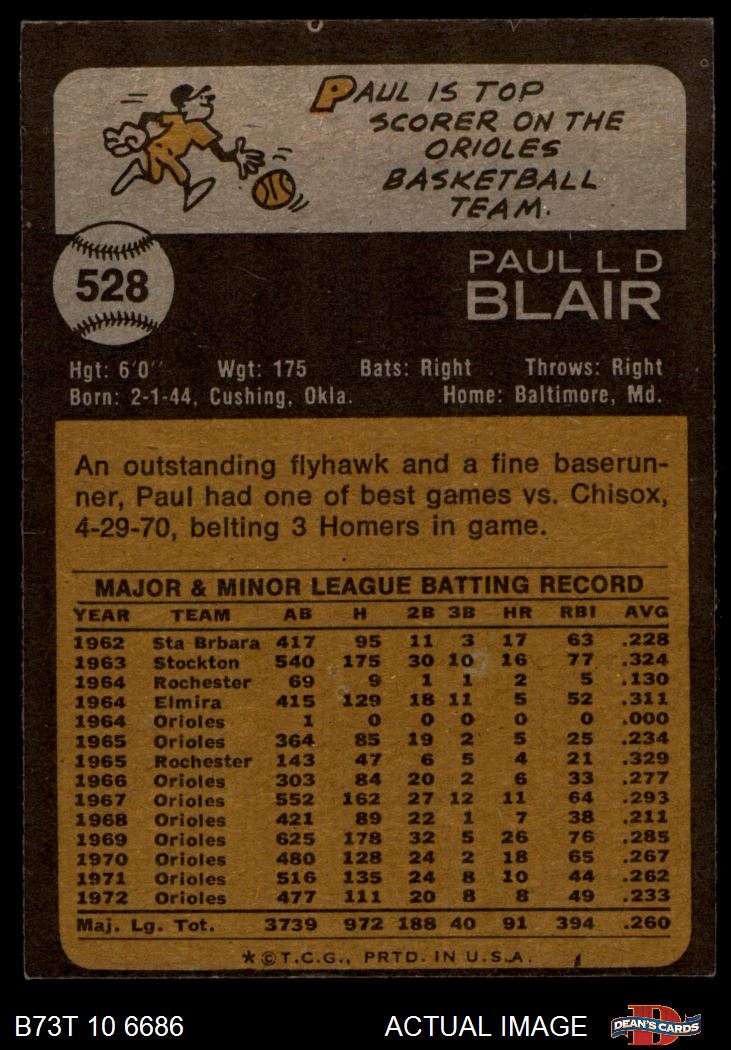 PAUL IS TOP
SCORER ON THE
ORIOLES
BASKETBALL
TEAM.
528
PAUL L D
BLAIR
Hgt: 6'0" Wgt: 175 Bats: Right Throws: Right
Born: 2-1-44, Cushing, Okla. Home: Baltimore, Md.
An outstanding flyhawk and a fine baserun-
ner, Paul had one of best games vs. Chisox,
4-29-70, belting 3 Homers in game.
MAJOR & MINOR LEAGUE BATTING RECORD
YEAR TEAM AB H 2B 3B HR RBI AVG
1962 Sta Brbara 417 95 11 3 17 63 .228
1963 Stockton 540 175 30 10 16 77 .324
1964 Rochester 69 9 1 1 2 5 .130
1964 Elmira 415 129 18 11 5 52 .311
1964 Orioles 1 0 0 0 0 0 .000
1965 Orioles 364 85 19 2 5 25 .234
1965 Rochester 143 47 6 5 4 21 .329
1966 Orioles 303 84 20 2 6 33 .277
1967 Orioles 552 162 27 12 11 64 .293
1968 Orioles 421 89 22 1 7 38 .211
1969 Orioles 625 178 32 5 26 76 .285
1970 Orioles 480 128 24 2 18 65 .267
1971 Orioles 516 135 24 8 10 44 .262
1972 Orioles 477 111 20 8 8 49 .233
Maj. Lg. Tot. 3739 972 188 40 91 394 .260
*©T.C.G., PRTD. IN U.S.A.
B73T 10 6686 ACTUAL IMAGE
DEAN'S CARDS